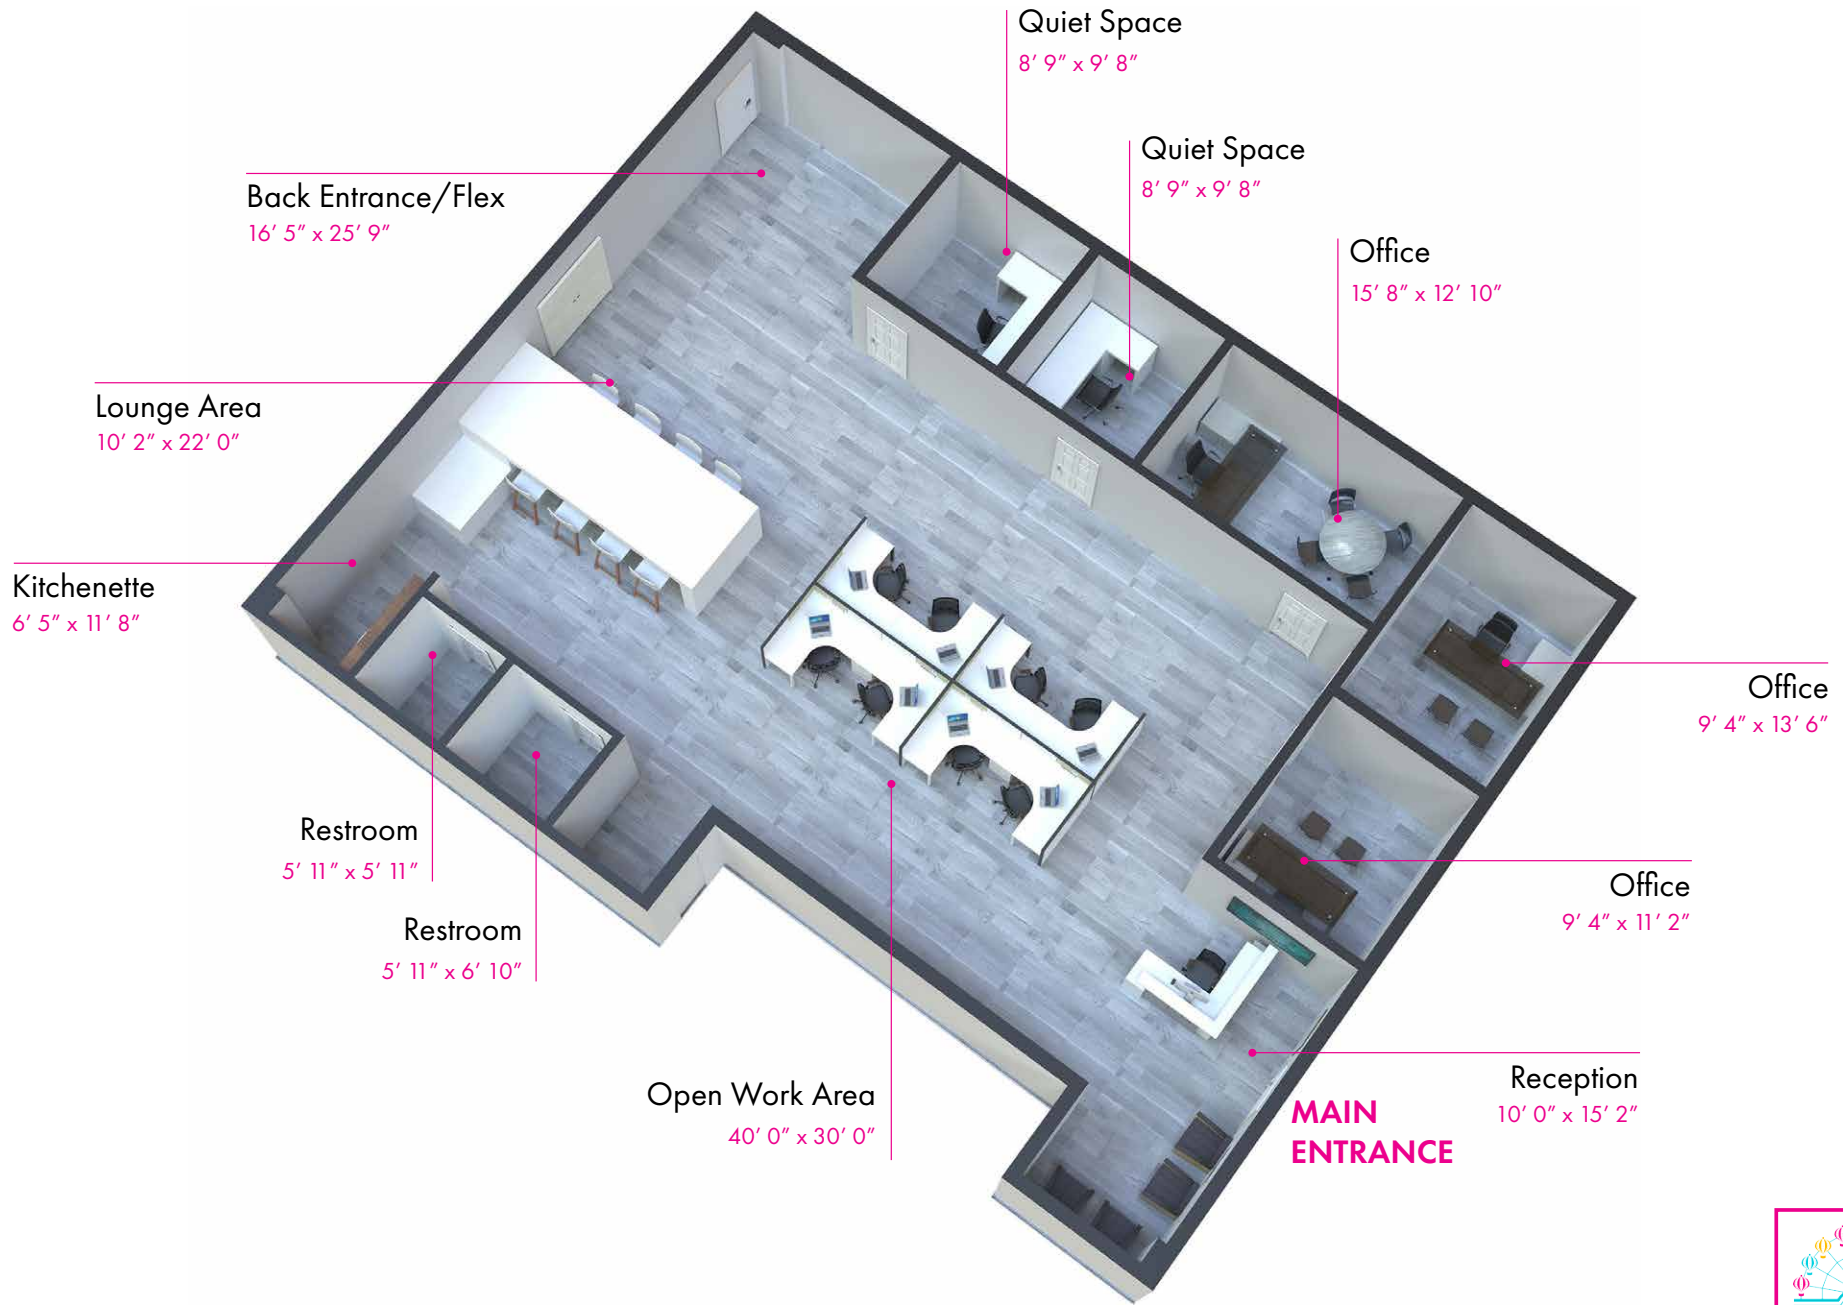 Quiet Space
8’ 9” x 9’ 8”
Quiet Space
8’ 9” x 9’ 8”
Back Entrance/Flex
16’ 5” x 25’ 9”
Office
15’ 8” x 12’ 10”
Lounge Area
10’ 2” x 22’ 0”
Kitchenette
6’ 5” x 11’ 8”
Office
9’ 4” x 13’ 6”
Restroom
5’ 11” x 5’ 11”
Office
9’ 4” x 11’ 2”
Restroom
5’ 11” x 6’ 10”
Open Work Area
40’ 0” x 30’ 0”
Reception
10’ 0” x 15’ 2”
MAIN
ENTRANCE